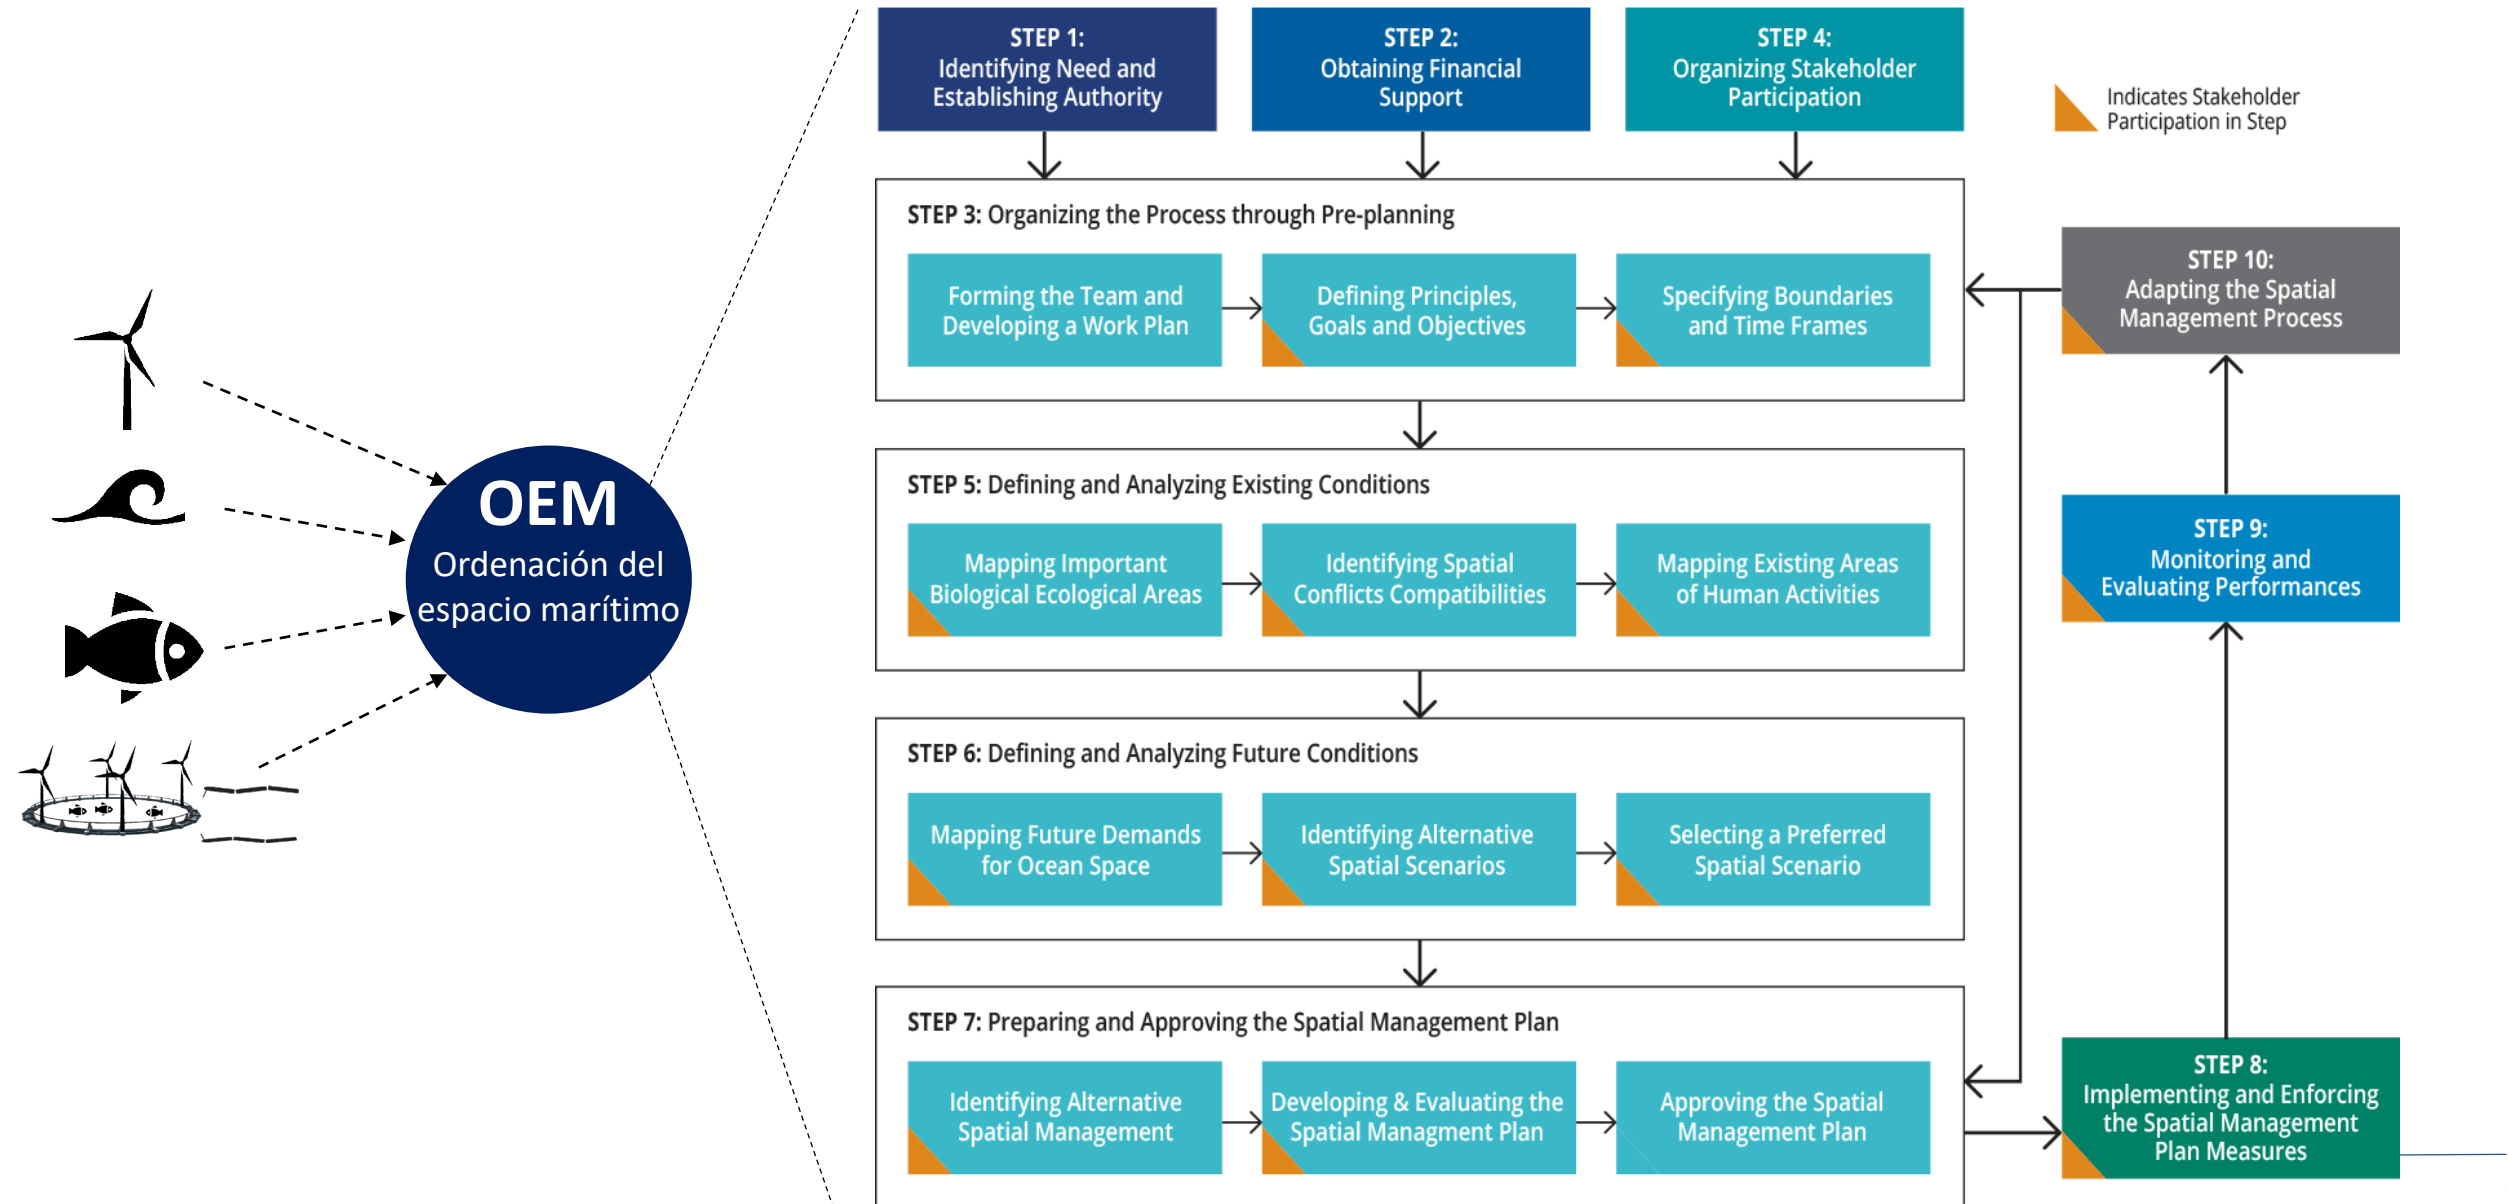 OEM
Ordenación del
espacio marítimo
STEP 1:
Identifying Need and
Establishing Authority
STEP 2:
Obtaining Financial
Support
STEP 4:
Organizing Stakeholder
Participation
Indicates Stakeholder
Participation in Step
STEP 3: Organizing the Process through Pre-planning
Forming the Team and
Developing a Work Plan
Defining Principles,
Goals and Objectives
Specifying Boundaries
and Time Frames
STEP 10:
Adapting the Spatial
Management Process
STEP 5: Defining and Analyzing Existing Conditions
Mapping Important
Biological Ecological Areas
Identifying Spatial
Conflicts Compatibilities
Mapping Existing Areas
of Human Activities
STEP 9:
Monitoring and
Evaluating Performances
STEP 6: Defining and Analyzing Future Conditions
Mapping Future Demands
for Ocean Space
Identifying Alternative
Spatial Scenarios
Selecting a Preferred
Spatial Scenario
STEP 7: Preparing and Approving the Spatial Management Plan
Identifying Alternative
Spatial Management
Developing & Evaluating the
Spatial Managment Plan
Approving the Spatial
Management Plan
STEP 8:
Implementing and Enforcing
the Spatial Management
Plan Measures